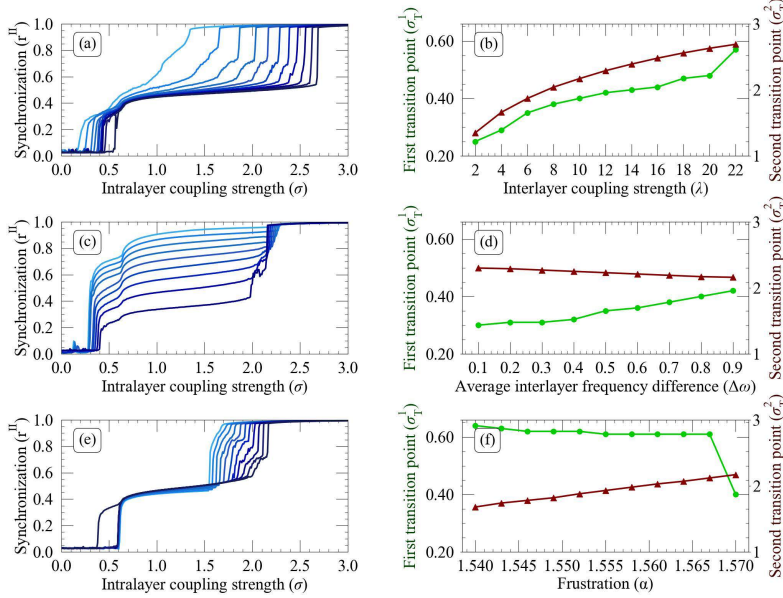 (a)
Synchronization (r^II)
1.0
0.8
0.6
0.4
0.2
0.0
0.0 0.5 1.0 1.5 2.0 2.5 3.0
Intralayer coupling strength (σ)
(b)
First transition point (σ_T^1)
0.60
0.40
0.20
3
2
1
Second transition point (σ_T^2)
2 4 6 8 10 12 14 16 18 20 22
Interlayer coupling strength (λ)
(c)
Synchronization (r^II)
1.0
0.8
0.6
0.4
0.2
0.0
0.0 0.5 1.0 1.5 2.0 2.5 3.0
Intralayer coupling strength (σ)
(d)
First transition point (σ_T^1)
0.60
0.40
0.20
3
2
1
Second transition point (σ_T^2)
0.1 0.2 0.3 0.4 0.5 0.6 0.7 0.8 0.9
Average interlayer frequency difference (Δω)
(e)
Synchronization (r^II)
1.0
0.8
0.6
0.4
0.2
0.0
0.0 0.5 1.0 1.5 2.0 2.5 3.0
Intralayer coupling strength (σ)
(f)
First transition point (σ_T^1)
0.60
0.40
0.20
3
2
1
Second transition point (σ_T^2)
1.540 1.545 1.550 1.555 1.560 1.565 1.570
Frustration (α)